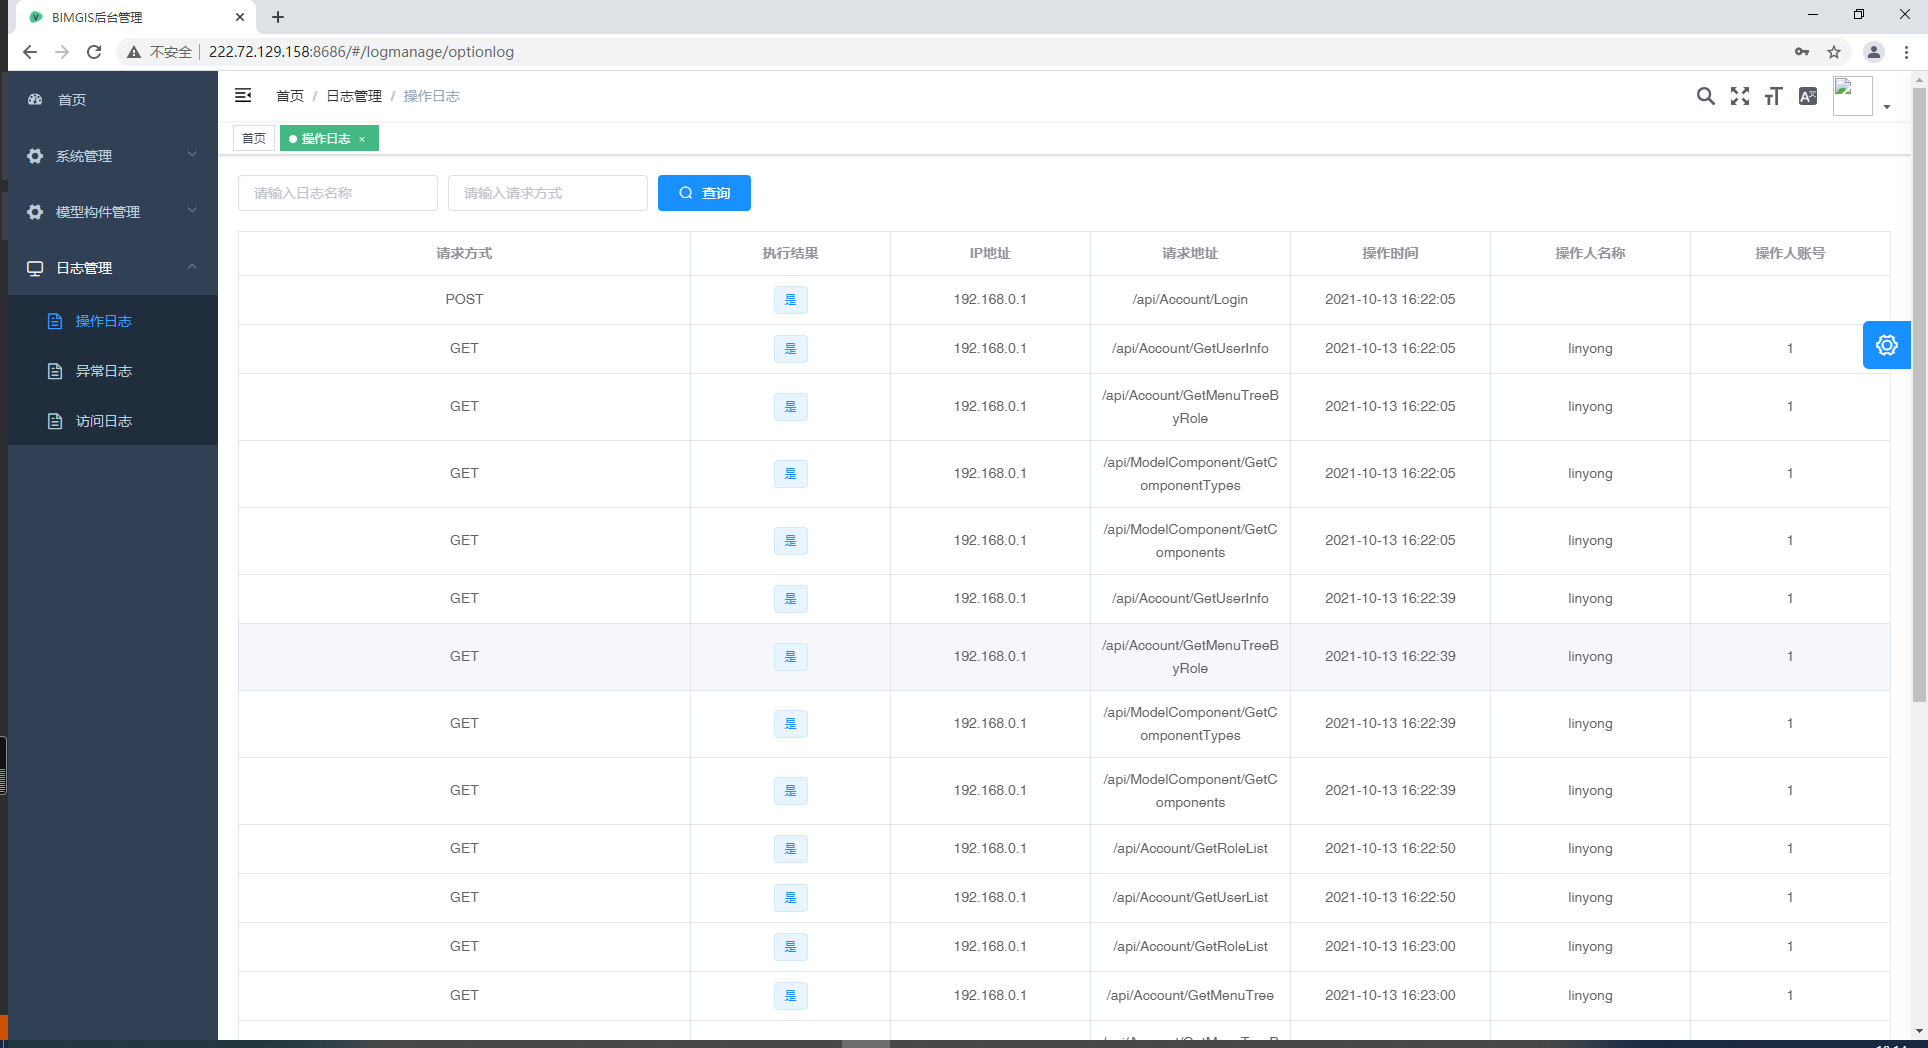 BIMGIS后台管理
不安全 222.72.129.158:8686/#/logmanage/optionlog
首页
系统管理
模型构件管理
日志管理
操作日志
异常日志
访问日志
首页 / 日志管理 / 操作日志
首页 操作日志 ×
请输入日志名称 请输入请求方式 查询
请求方式 执行结果 IP地址 请求地址 操作时间 操作人名称 操作人账号
POST 是 192.168.0.1 /api/Account/Login 2021-10-13 16:22:05
GET 是 192.168.0.1 /api/Account/GetUserInfo 2021-10-13 16:22:05 linyong 1
GET 是 192.168.0.1 /api/Account/GetMenuTreeB
yRole 2021-10-13 16:22:05 linyong 1
GET 是 192.168.0.1 /api/ModelComponent/GetC
omponentTypes 2021-10-13 16:22:05 linyong 1
GET 是 192.168.0.1 /api/ModelComponent/GetC
omponents 2021-10-13 16:22:05 linyong 1
GET 是 192.168.0.1 /api/Account/GetUserInfo 2021-10-13 16:22:39 linyong 1
GET 是 192.168.0.1 /api/Account/GetMenuTreeB
yRole 2021-10-13 16:22:39 linyong 1
GET 是 192.168.0.1 /api/ModelComponent/GetC
omponentTypes 2021-10-13 16:22:39 linyong 1
GET 是 192.168.0.1 /api/ModelComponent/GetC
omponents 2021-10-13 16:22:39 linyong 1
GET 是 192.168.0.1 /api/Account/GetRoleList 2021-10-13 16:22:50 linyong 1
GET 是 192.168.0.1 /api/Account/GetUserList 2021-10-13 16:22:50 linyong 1
GET 是 192.168.0.1 /api/Account/GetRoleList 2021-10-13 16:23:00 linyong 1
GET 是 192.168.0.1 /api/Account/GetMenuTree 2021-10-13 16:23:00 linyong 1